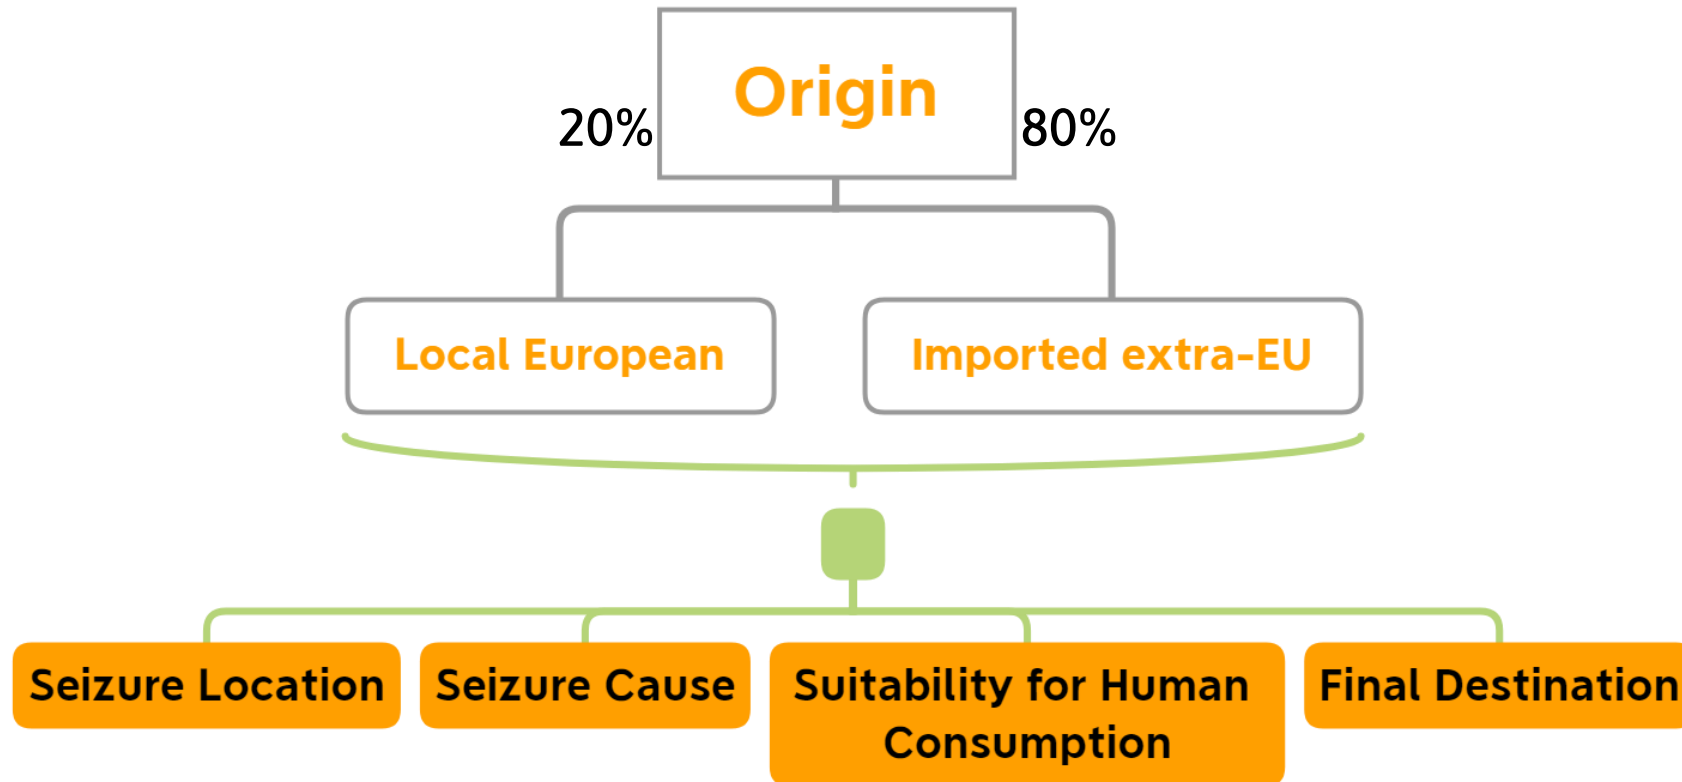 Origin
20%
80%
Local European
Imported extra-EU
Seizure Location
Seizure Cause
Suitability for Human
Consumption
Final Destination